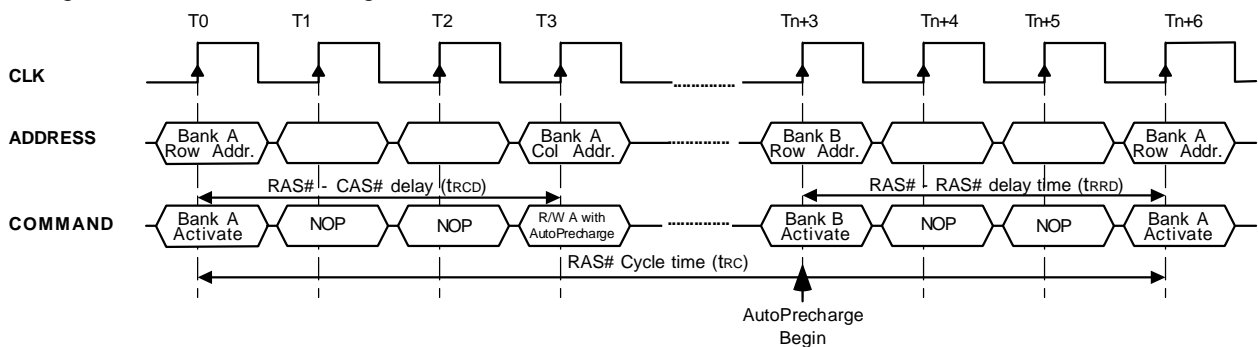 T0 T1 T2 T3 Tn+3 Tn+4 Tn+5 Tn+6
CLK
ADDRESS
Bank A
Row Addr.
Bank A
Col Addr.
Bank B
Row Addr.
Bank A
Row Addr.
RAS# - CAS# delay (tRCD)
RAS# - RAS# delay time (tRRD)
COMMAND
Bank A
Activate
NOP
NOP
R/W A with
AutoPrecharge
Bank B
Activate
NOP
NOP
Bank A
Activate
RAS# Cycle time (tRC)
AutoPrecharge
Begin